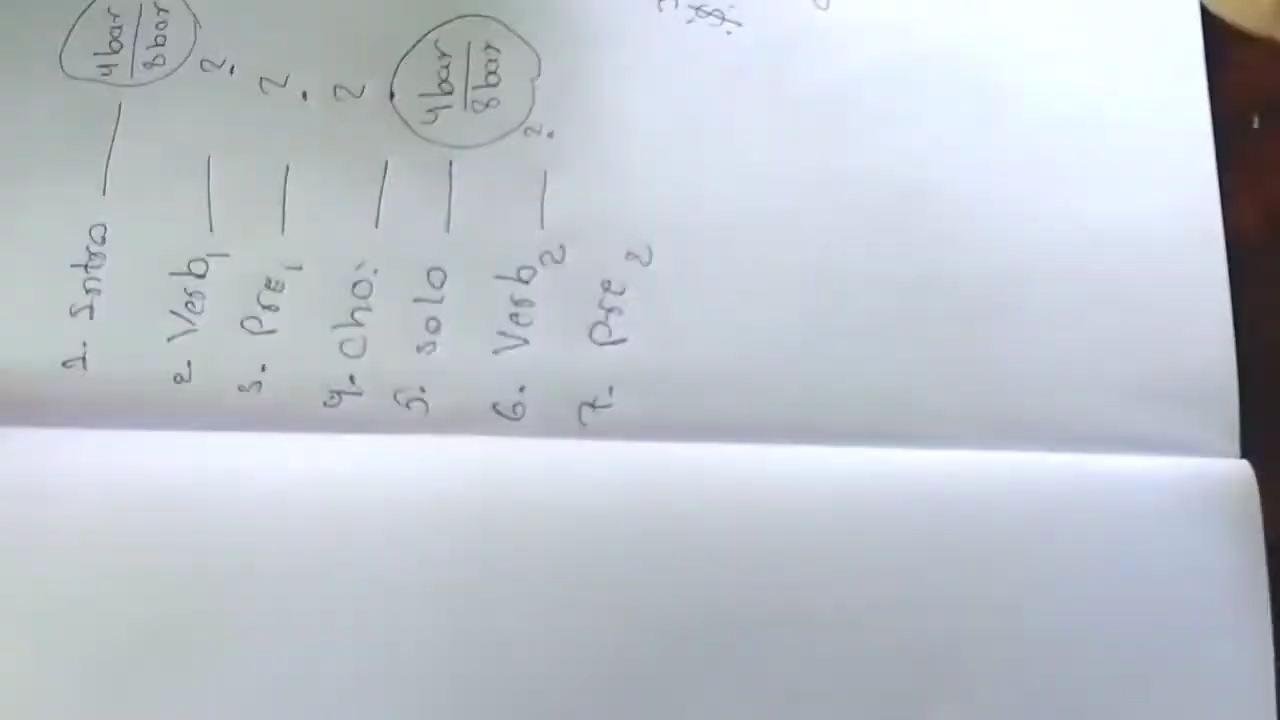 1. Intro — 4bar/8bar
2. Verb1 — ?
3. Pre1 — ?
4. Cho: — ?
5. Solo — 4bar/8bar
6. Verb2 — ?
7. Pre2